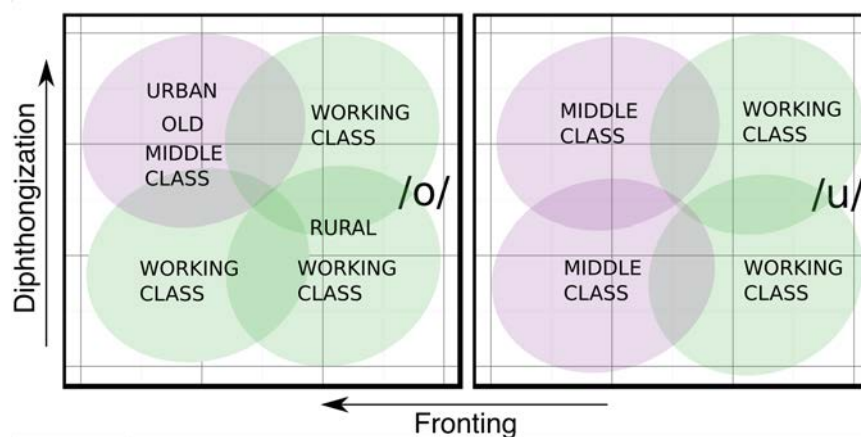 URBAN
OLD
MIDDLE
CLASS
WORKING
CLASS
/o/
WORKING
CLASS
RURAL
WORKING
CLASS
MIDDLE
CLASS
WORKING
CLASS
/u/
MIDDLE
CLASS
WORKING
CLASS
Diphthongization
Fronting